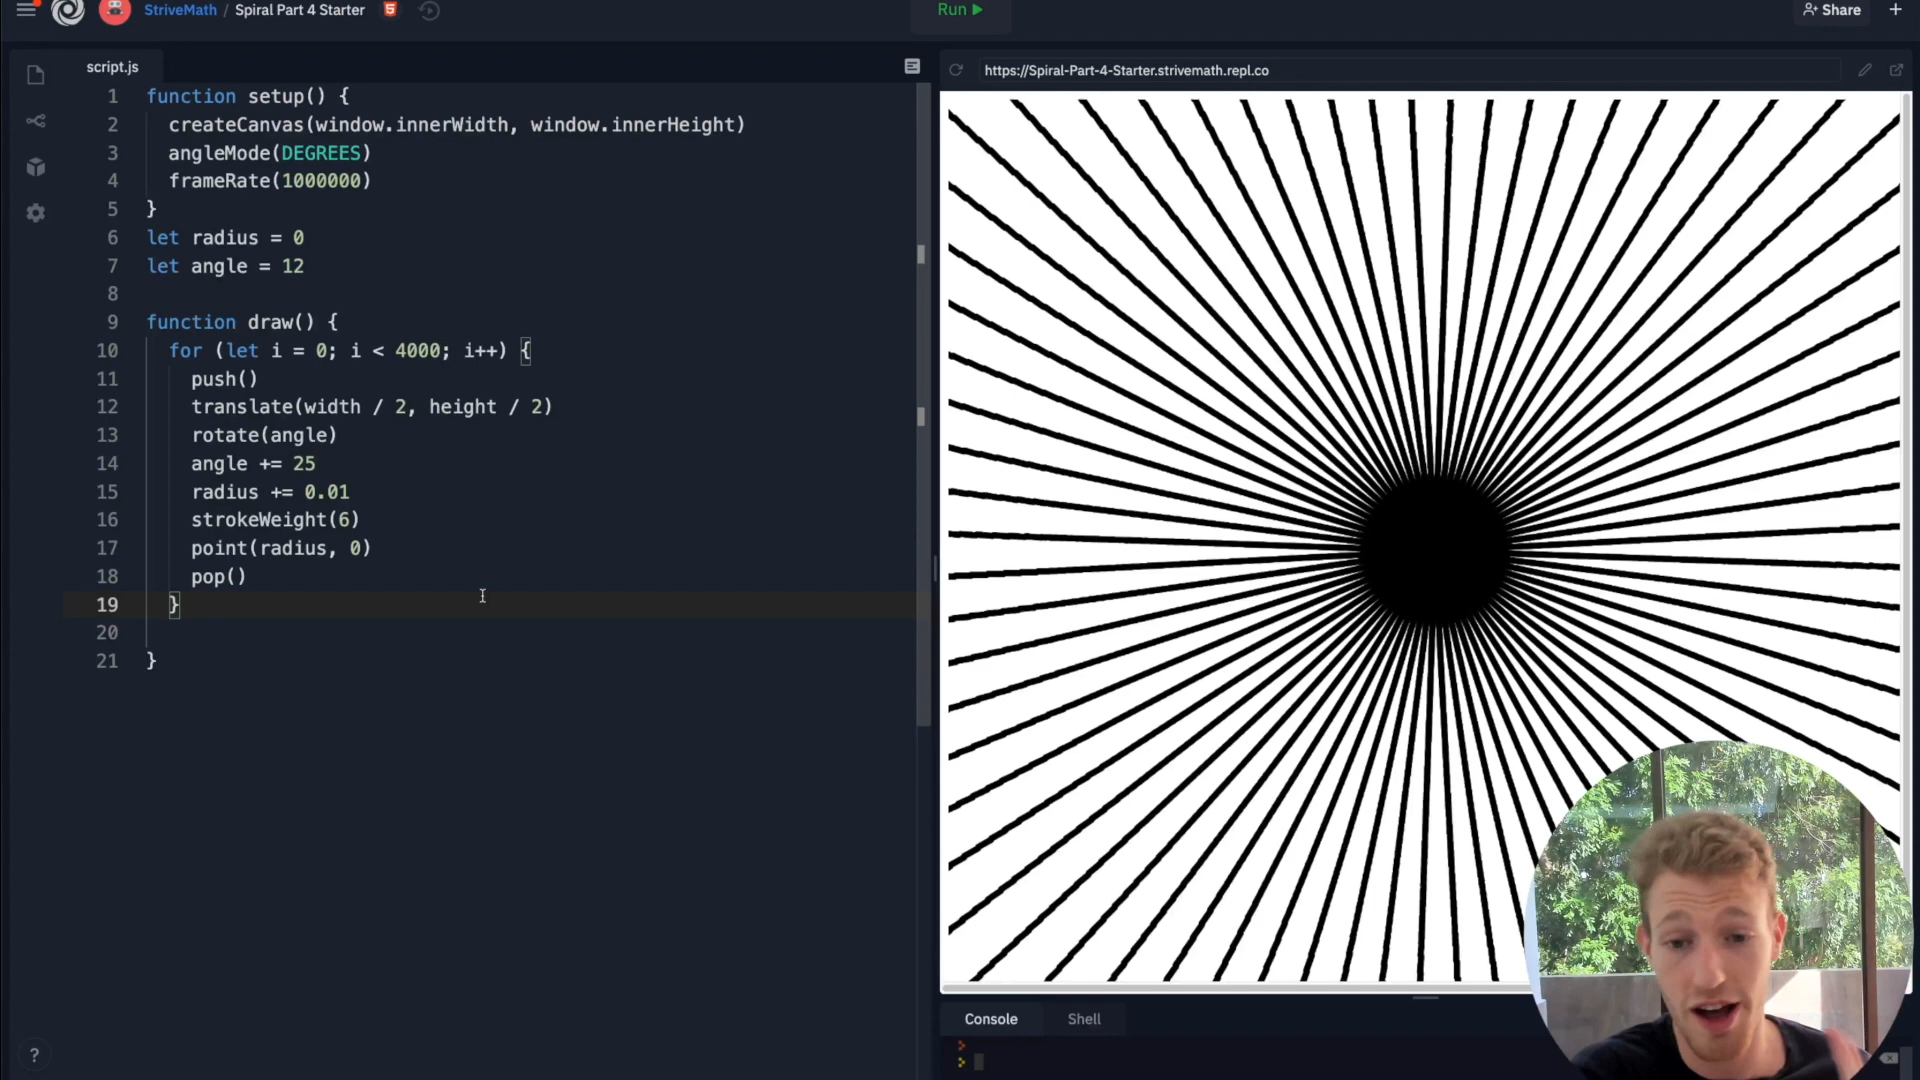 StriveMath / Spiral Part 4 Starter
Run
Share
script.js
https://Spiral-Part-4-Starter.strivemath.repl.co
1 function setup() {
2 createCanvas(window.innerWidth, window.innerHeight)
3 angleMode(DEGREES)
4 frameRate(1000000)
5 }
6 let radius = 0
7 let angle = 12
8
9 function draw() {
10 for (let i = 0; i < 4000; i++) {
11 push()
12 translate(width / 2, height / 2)
13 rotate(angle)
14 angle += 25
15 radius += 0.01
16 strokeWeight(6)
17 point(radius, 0)
18 pop()
19 }
20
21 }
Console Shell
>
>
?